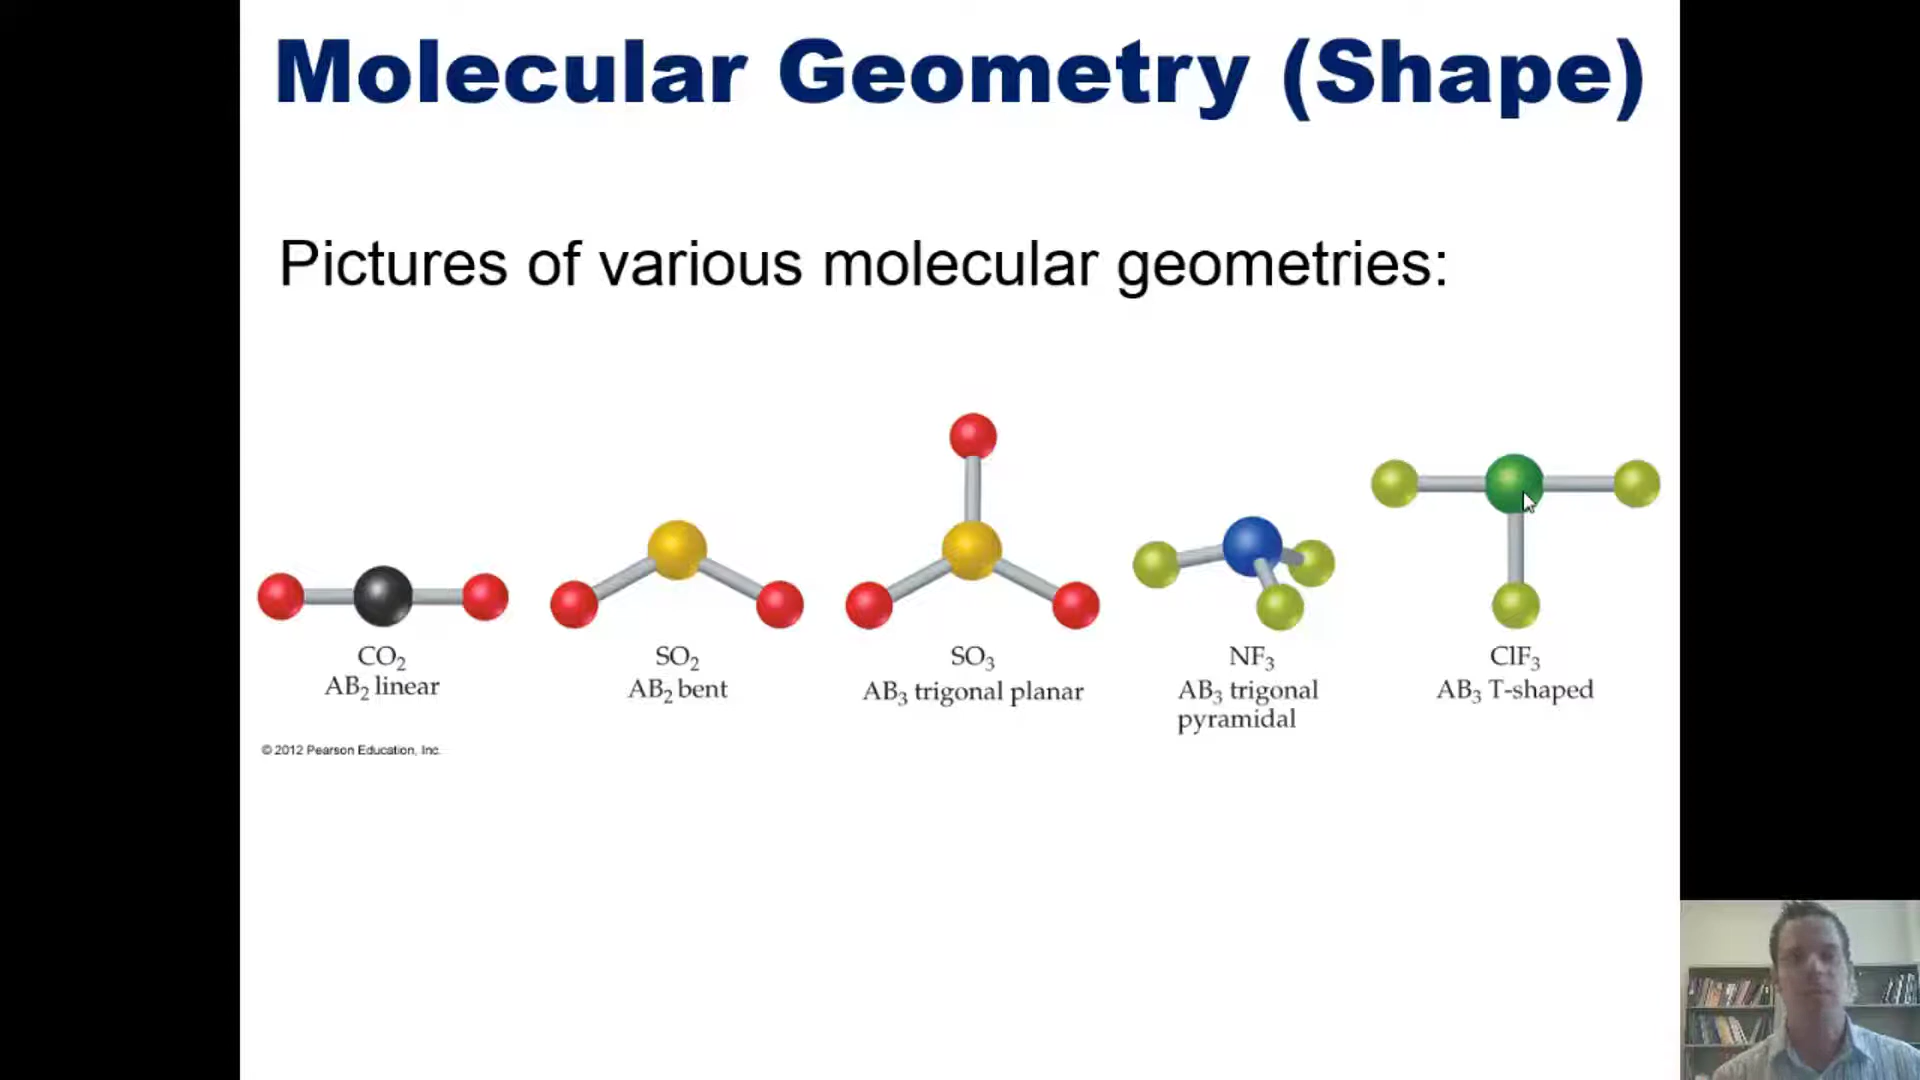 Molecular Geometry (Shape)
Pictures of various molecular geometries:
CO₂
AB₂ linear
SO₂
AB₂ bent
SO₃
AB₃ trigonal planar
NF₃
AB₃ trigonal
pyramidal
ClF₃
AB₃ T-shaped
© 2012 Pearson Education, Inc.